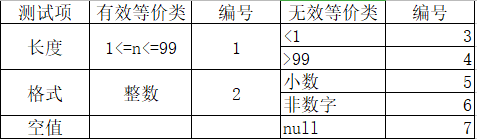 测试项 有效等价类 编号 无效等价类 编号
长度 1<=n<=99 1 <1 3
>99 4
格式 整数 2 小数 5
非数字 6
空值 null 7